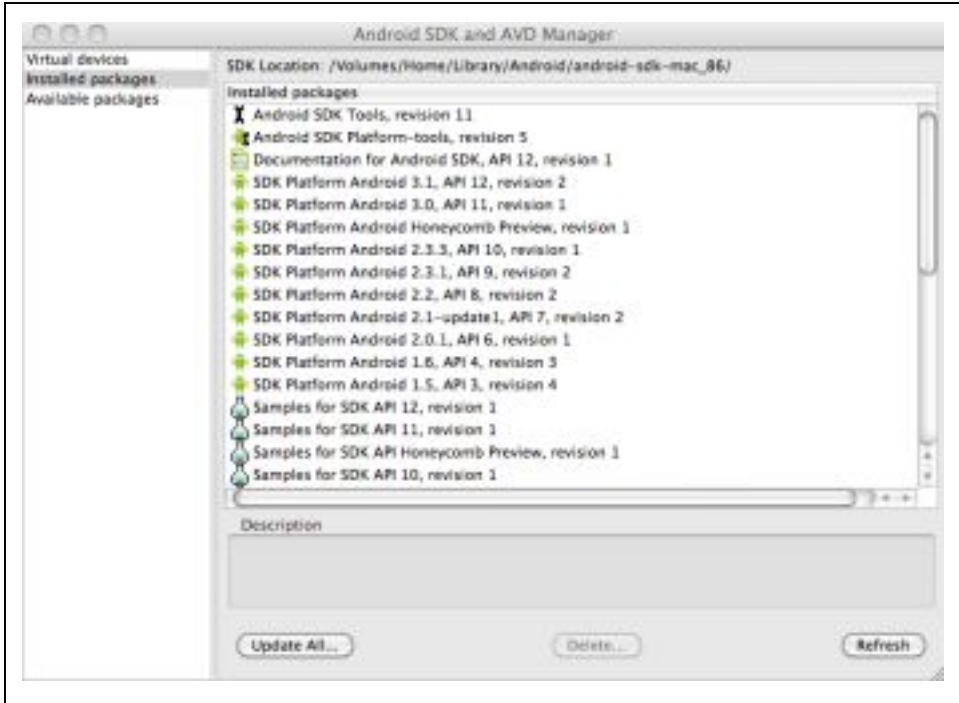 Android SDK and AVD Manager
Virtual devices
Installed packages
Available packages
SDK Location: /Volumes/Home/Library/Android/android-sdk-mac_86/
Installed packages
Android SDK Tools, revision 11
Android SDK Platform-tools, revision 5
Documentation for Android SDK, API 12, revision 1
SDK Platform Android 3.1, API 12, revision 2
SDK Platform Android 3.0, API 11, revision 1
SDK Platform Android Honeycomb Preview, revision 1
SDK Platform Android 2.3.3, API 10, revision 1
SDK Platform Android 2.3.1, API 9, revision 2
SDK Platform Android 2.2, API 8, revision 2
SDK Platform Android 2.1-update1, API 7, revision 2
SDK Platform Android 2.0.1, API 6, revision 1
SDK Platform Android 1.6, API 4, revision 3
SDK Platform Android 1.5, API 3, revision 4
Samples for SDK API 12, revision 1
Samples for SDK API 11, revision 1
Samples for SDK API Honeycomb Preview, revision 1
Samples for SDK API 10, revision 1
Description
Update All...
Delete...
Refresh